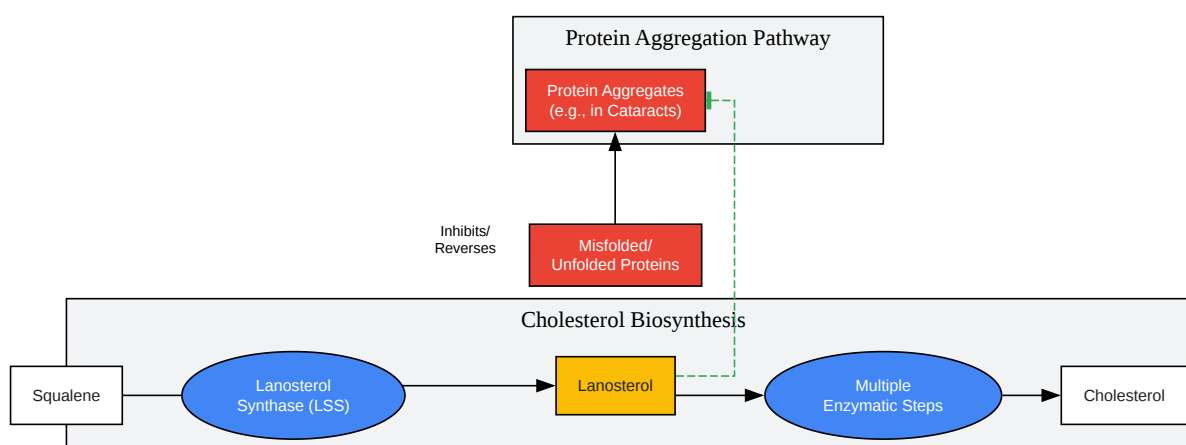 Protein Aggregation Pathway
Protein Aggregates
(e.g., in Cataracts)
Inhibits/
Reverses
Misfolded/
Unfolded Proteins
Cholesterol Biosynthesis
Squalene
Lanosterol
Synthase (LSS)
Lanosterol
Multiple
Enzymatic Steps
Cholesterol